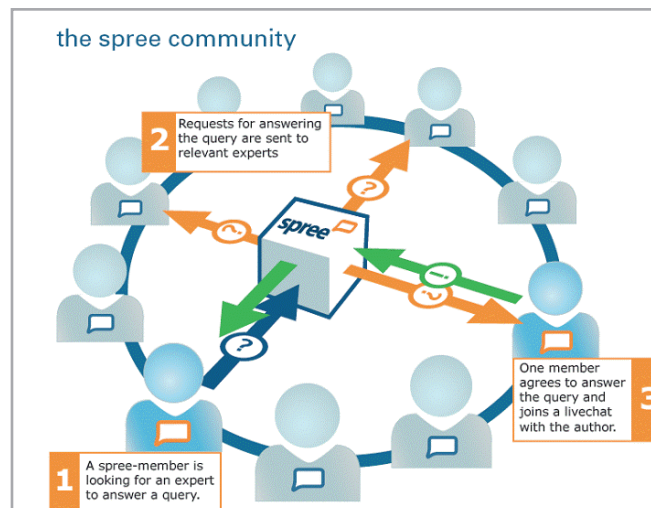 the spree community
2
Requests for answering
the query are sent to
relevant experts
?
?
spree
!
?
?
One member
agrees to answer
the query and
joins a livechat
with the author.
3
1
A spree-member is
looking for an expert
to answer a query.